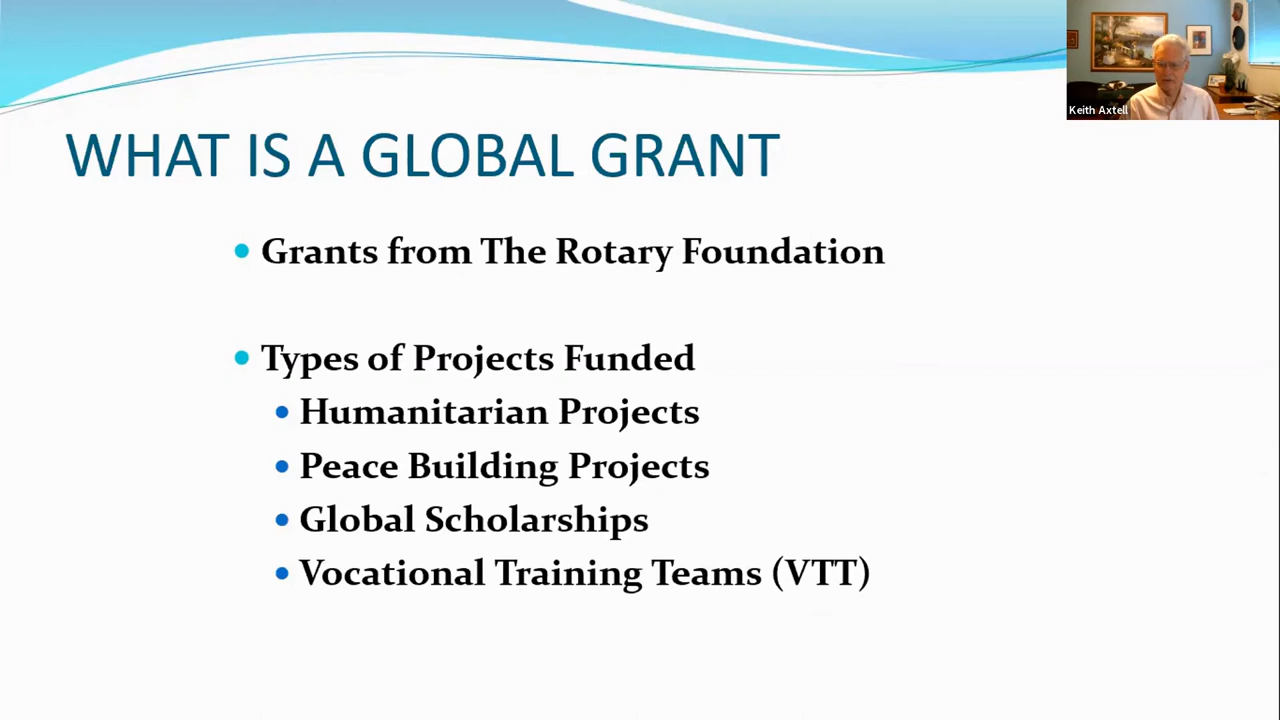 Keith Axtell
WHAT IS A GLOBAL GRANT
Grants from The Rotary Foundation
Types of Projects Funded
Humanitarian Projects
Peace Building Projects
Global Scholarships
Vocational Training Teams (VTT)